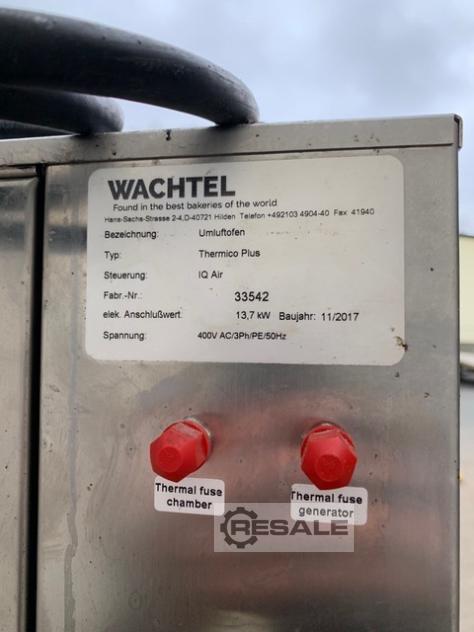 WACHTEL
Found in the best bakeries of the world
Hans-Sachs-Strasse 2-4,D-40721 Hilden Telefon +492103 4904-40 Fax 41940
Bezeichnung: Umluftofen
Typ: Thermico Plus
Steuerung: IQ Air
Fabr.-Nr.: 33542
elek. Anschlußwert: 13,7 kW Baujahr: 11/2017
Spannung: 400V AC/3Ph/PE/50Hz
Thermal fuse
chamber
Thermal fuse
generator
RESALE